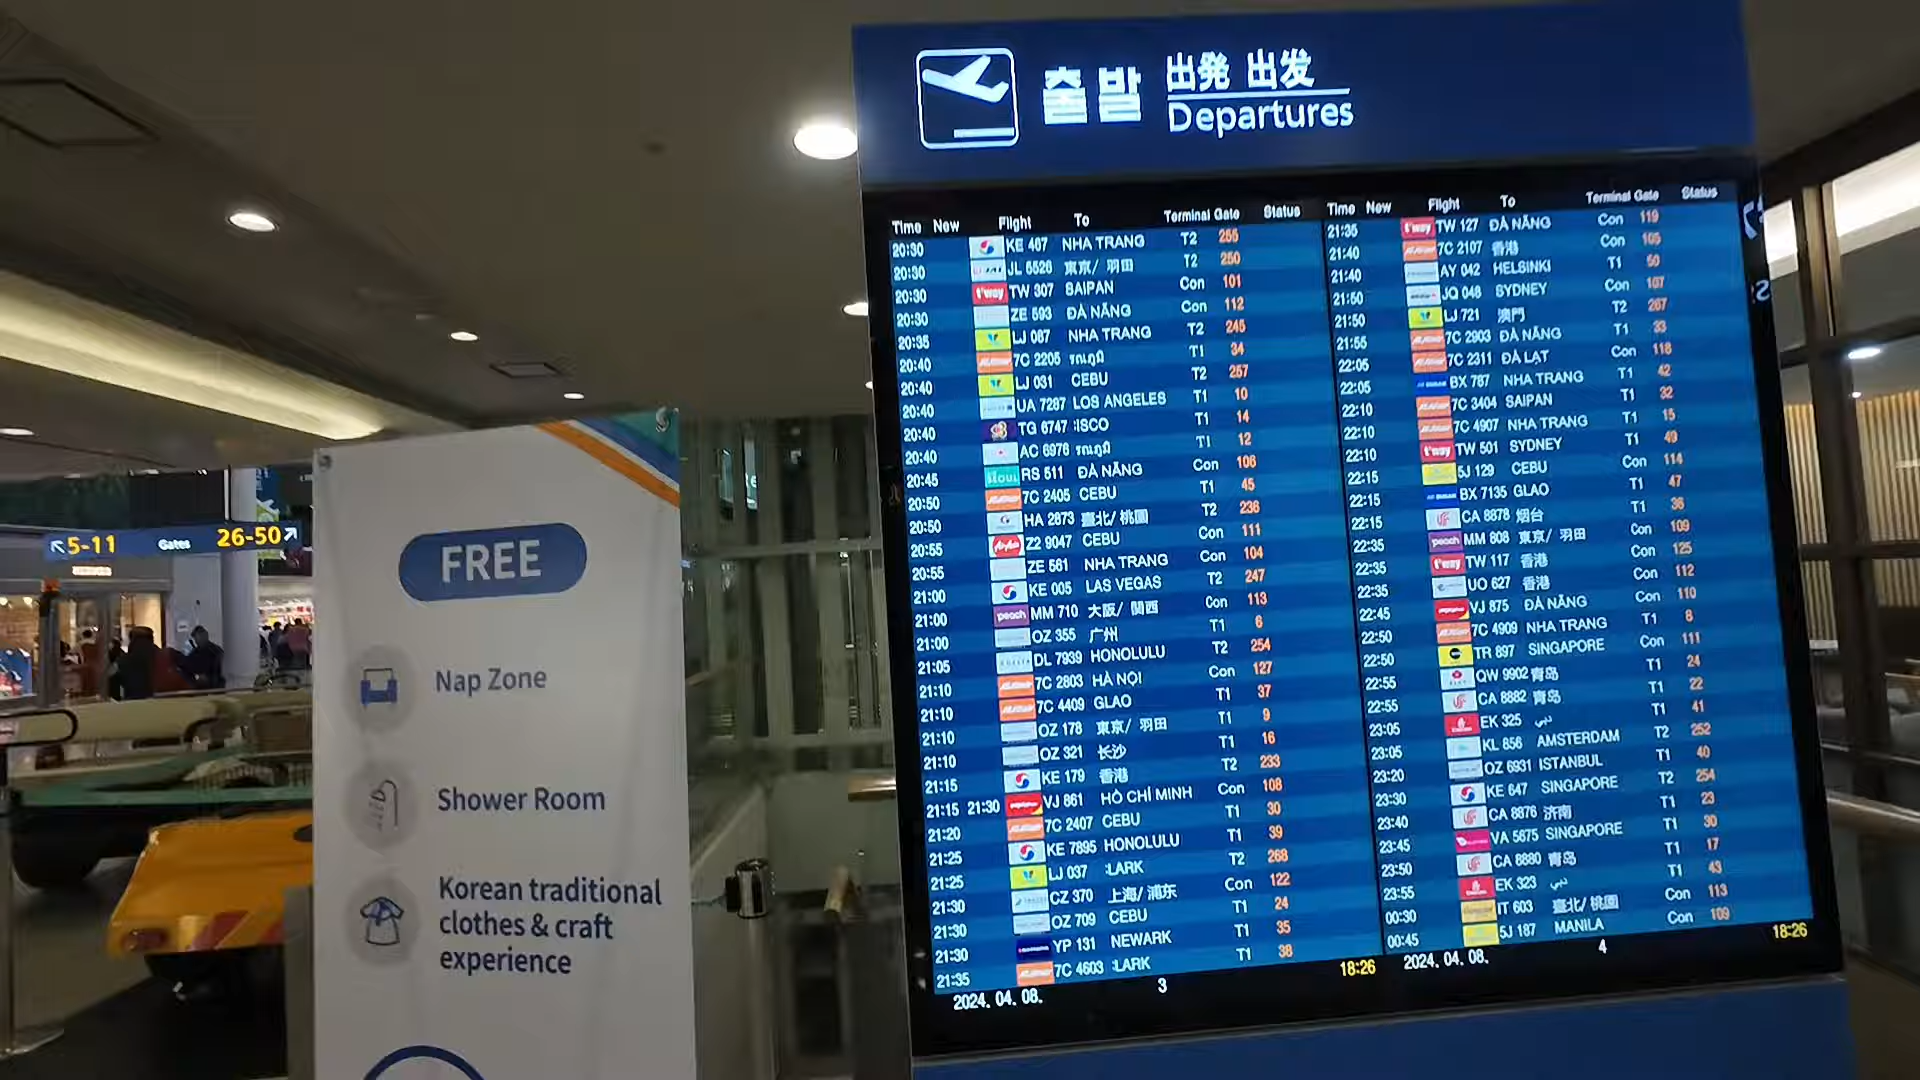 출발 出発 出发
Departures
Time New Flight To Terminal Gate Status
20:30 KE 467 NHA TRANG T2 255
20:30 JL 5526 東京/ 羽田 T2 250
20:30 t'way TW 307 SAIPAN Con 101
20:30 ZE 593 ĐÀ NẴNG Con 112
20:35 LJ 087 NHA TRANG T2 245
20:40 7C 2205 T1 34
20:40 LJ 031 CEBU T2 257
20:40 UA 7287 LOS ANGELES T1 10
20:40 TG 6747 :ISCO T1 14
20:40 AC 6976 T1 12
20:45 RS 511 ĐÀ NẴNG Con 106
20:50 7C 2405 CEBU T1 45
20:50 HA 2873 臺北/ 桃園 T2 236
20:55 Z2 9047 CEBU Con 111
20:55 ZE 561 NHA TRANG Con 104
21:00 KE 005 LAS VEGAS T2 247
21:00 peach MM 710 大阪/ 関西 Con 113
21:00 OZ 355 广州 T1 6
21:05 DL 7939 HONOLULU T2 254
21:10 7C 2803 HÀ NỘI Con 127
21:10 7C 4409 GLAO T1 37
21:10 OZ 178 東京/ 羽田 T1 9
21:10 OZ 321 长沙 T1 16
21:15 KE 179 香港 T2 233
21:15 21:30 VJ 861 HỒ CHÍ MINH Con 108
21:20 7C 2407 CEBU T1 30
21:25 KE 7895 HONOLULU T1 39
21:25 LJ 037 :LARK T2 268
21:30 CZ 370 上海/ 浦东 Con 122
21:30 OZ 709 CEBU T1 24
21:30 YP 131 NEWARK T1 35
21:35 7C 4603 :LARK T1 38
2024. 04. 08. 3 18:26
Time New Flight To Terminal Gate Status
21:35 t'way TW 127 ĐÀ NẴNG Con 119
21:40 7C 2107 香港 Con 105
21:40 AY 042 HELSINKI T1 50
21:50 JQ 048 SYDNEY Con 107
21:50 LJ 721 澳門 T2 267
21:55 7C 2903 ĐÀ NẴNG T1 33
22:05 7C 2311 ĐÀ LẠT Con 118
22:05 BX 787 NHA TRANG T1 42
22:10 7C 3404 SAIPAN T1 32
22:10 7C 4907 NHA TRANG T1 15
22:10 t'way TW 501 SYDNEY T1 49
22:15 5J 129 CEBU Con 114
22:15 BX 7135 GLAO T1 47
22:15 CA 8878 烟台 T1 36
22:35 peach MM 808 東京/ 羽田 Con 109
22:35 t'way TW 117 香港 Con 125
22:35 UO 627 香港 Con 112
22:45 VJ 875 ĐÀ NẴNG Con 110
22:50 7C 4909 NHA TRANG T1 8
22:50 TR 897 SINGAPORE Con 111
22:55 QW 9902 青岛 T1 24
22:55 CA 8882 青岛 T1 22
23:05 EK 325 دبي T1 41
23:05 KL 856 AMSTERDAM T2 252
23:20 OZ 6931 ISTANBUL T1 40
23:30 KE 647 SINGAPORE T2 254
23:40 CA 8876 济南 T1 23
23:45 VA 5675 SINGAPORE T1 30
23:50 CA 8880 青岛 T1 17
23:55 EK 323 دبي T1 43
00:30 IT 603 臺北/ 桃園 Con 113
00:45 5J 187 MANILA Con 109
2024. 04. 08. 4 18:26
5-11 Gates 26-50
FREE
Nap Zone
Shower Room
Korean traditional
clothes & craft
experience